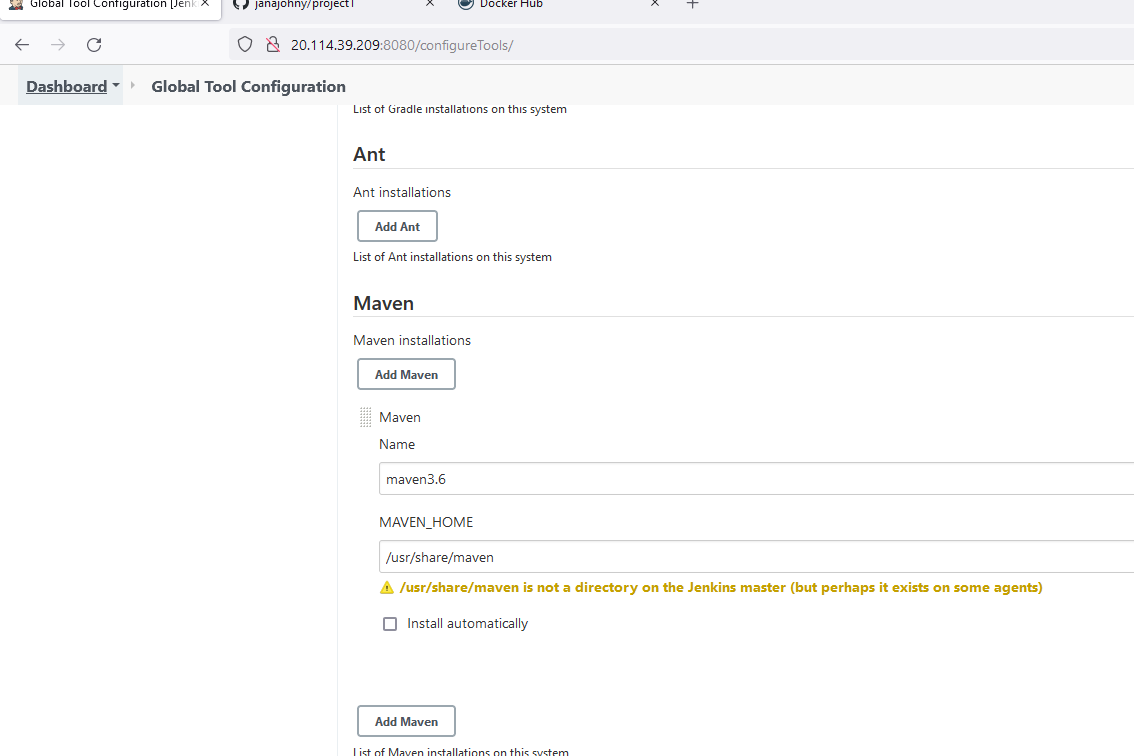 Global Tool Configuration [Jenk
janajohny/project1
Docker Hub
20.114.39.209:8080/configureTools/
Dashboard
Global Tool Configuration
List of Gradle installations on this system
Ant
Ant installations
Add Ant
List of Ant installations on this system
Maven
Maven installations
Add Maven
Maven
Name
maven3.6
MAVEN_HOME
/usr/share/maven
/usr/share/maven is not a directory on the Jenkins master (but perhaps it exists on some agents)
Install automatically
Add Maven
List of Maven installations on this system